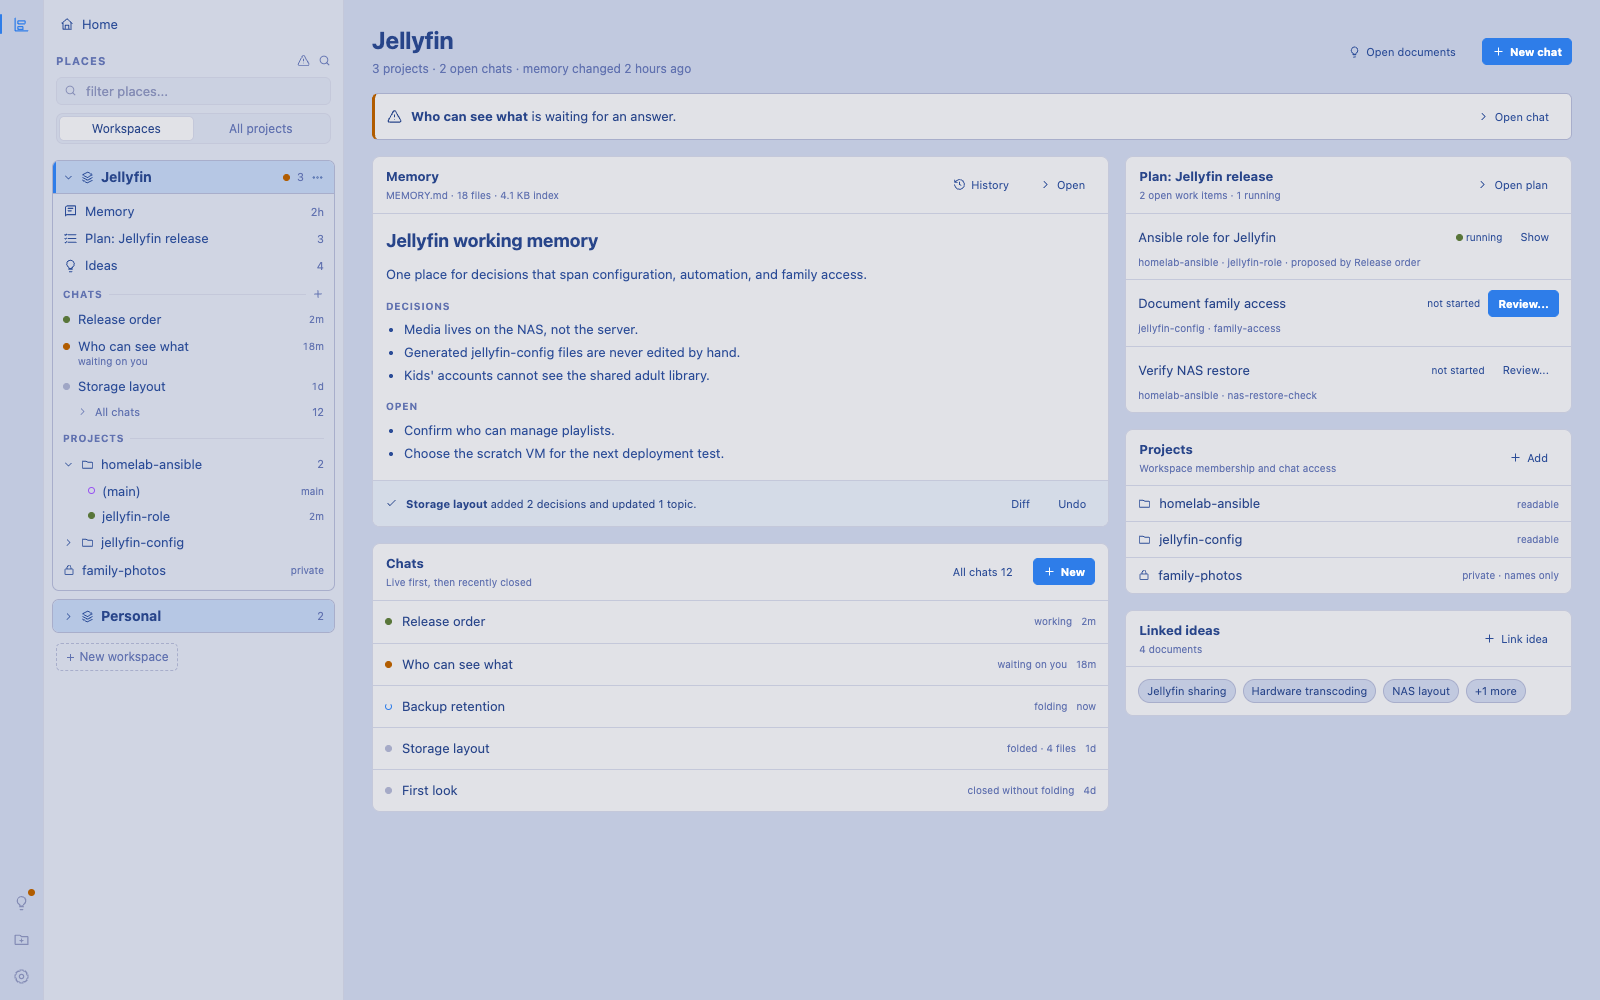 Home
PLACES
filter places...
Workspaces
All projects
Jellyfin
3
Memory
2h
Plan: Jellyfin release
3
Ideas
4
CHATS
Release order
2m
Who can see what
18m
waiting on you
Storage layout
1d
All chats
12
PROJECTS
homelab-ansible
2
(main)
main
jellyfin-role
2m
jellyfin-config
family-photos
private
Personal
2
+ New workspace
Jellyfin
3 projects · 2 open chats · memory changed 2 hours ago
Open documents
+ New chat
Who can see what is waiting for an answer.
Open chat
Memory
MEMORY.md · 18 files · 4.1 KB index
History
Open
Jellyfin working memory
One place for decisions that span configuration, automation, and family access.
DECISIONS
• Media lives on the NAS, not the server.
• Generated jellyfin-config files are never edited by hand.
• Kids' accounts cannot see the shared adult library.
OPEN
• Confirm who can manage playlists.
• Choose the scratch VM for the next deployment test.
Storage layout added 2 decisions and updated 1 topic.
Diff
Undo
Chats
Live first, then recently closed
All chats 12
+ New
Release order
working 2m
Who can see what
waiting on you 18m
Backup retention
folding now
Storage layout
folded · 4 files 1d
First look
closed without folding 4d
Plan: Jellyfin release
2 open work items · 1 running
Open plan
Ansible role for Jellyfin
running
Show
homelab-ansible · jellyfin-role · proposed by Release order
Document family access
not started
Review...
jellyfin-config · family-access
Verify NAS restore
not started
Review...
homelab-ansible · nas-restore-check
Projects
Workspace membership and chat access
+ Add
homelab-ansible
readable
jellyfin-config
readable
family-photos
private · names only
Linked ideas
4 documents
+ Link idea
Jellyfin sharing
Hardware transcoding
NAS layout
+1 more